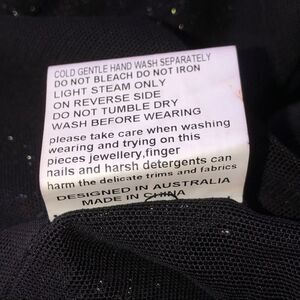 COLD GENTLE HAND WASH SEPARATELY
DO NOT BLEACH DO NOT IRON
LIGHT STEAM ONLY
ON REVERSE SIDE
DO NOT TUMBLE DRY
WASH BEFORE WEARING
please take care when washing
wearing and trying on this
pieces jewellery,finger
nails and harsh detergents can
harm the delicate trims and fabrics
DESIGNED IN AUSTRALIA
MADE IN CHINA